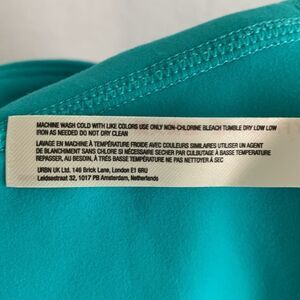 MACHINE WASH COLD WITH LIKE COLORS USE ONLY NON-CHLORINE BLEACH TUMBLE DRY LOW LOW
IRON AS NEEDED DO NOT DRY CLEAN
LAVAGE EN MACHINE À TEMPÉRATURE FROIDE AVEC COULEURS SIMILAIRES UTILISER UN AGENT
DE BLANCHIMENT SANS CHLORE SI NÉCESSAIRE SECHER PAR CULBUTAGE À BASSE TEMPÉRATURE
REPASSER, AU BESOIN, À TRÈS BASSE TEMPÉRATURE NE PAS NETTOYER À SEC
URBN UK Ltd, 146 Brick Lane, London E1 6RU
Leidsestraat 32, 1017 PB Amsterdam, Netherlands